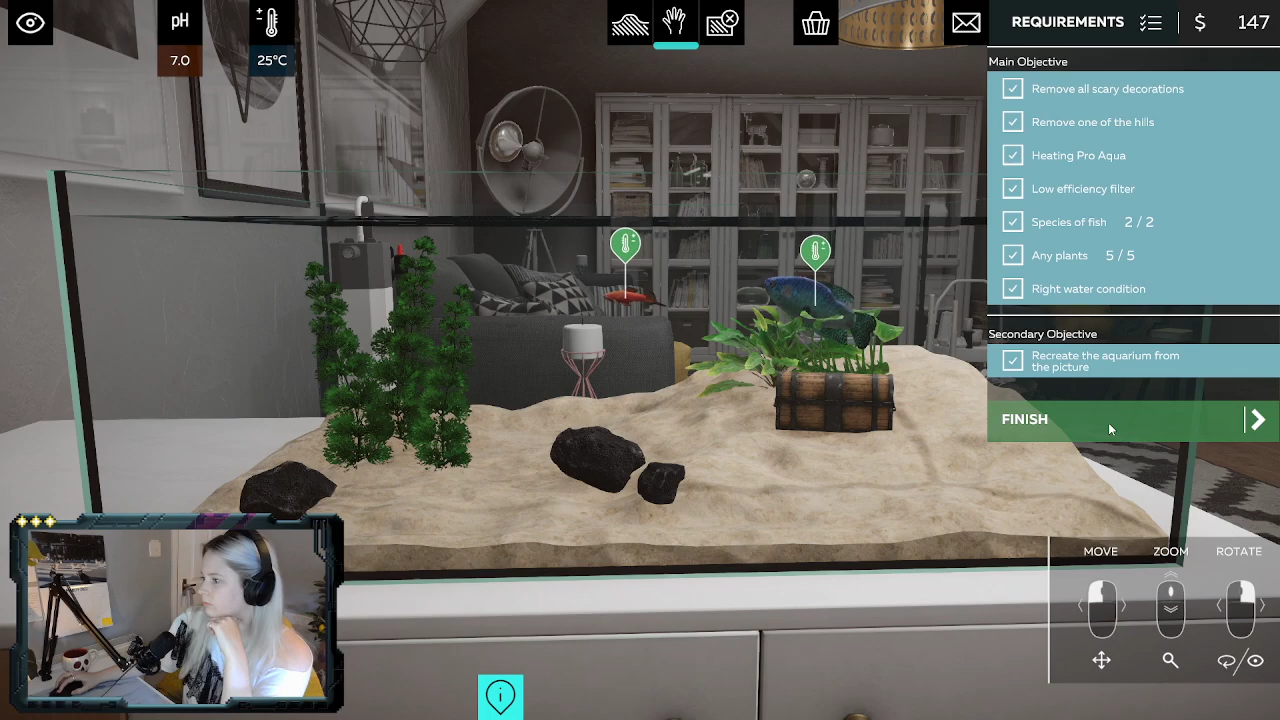 pH
7.0
25°C
REQUIREMENTS
$ 147
Main Objective
Remove all scary decorations
Remove one of the hills
Heating Pro Aqua
Low efficiency filter
Species of fish 2 / 2
Any plants 5 / 5
Right water condition
Secondary Objective
Recreate the aquarium from
the picture
FINISH
MOVE ZOOM ROTATE